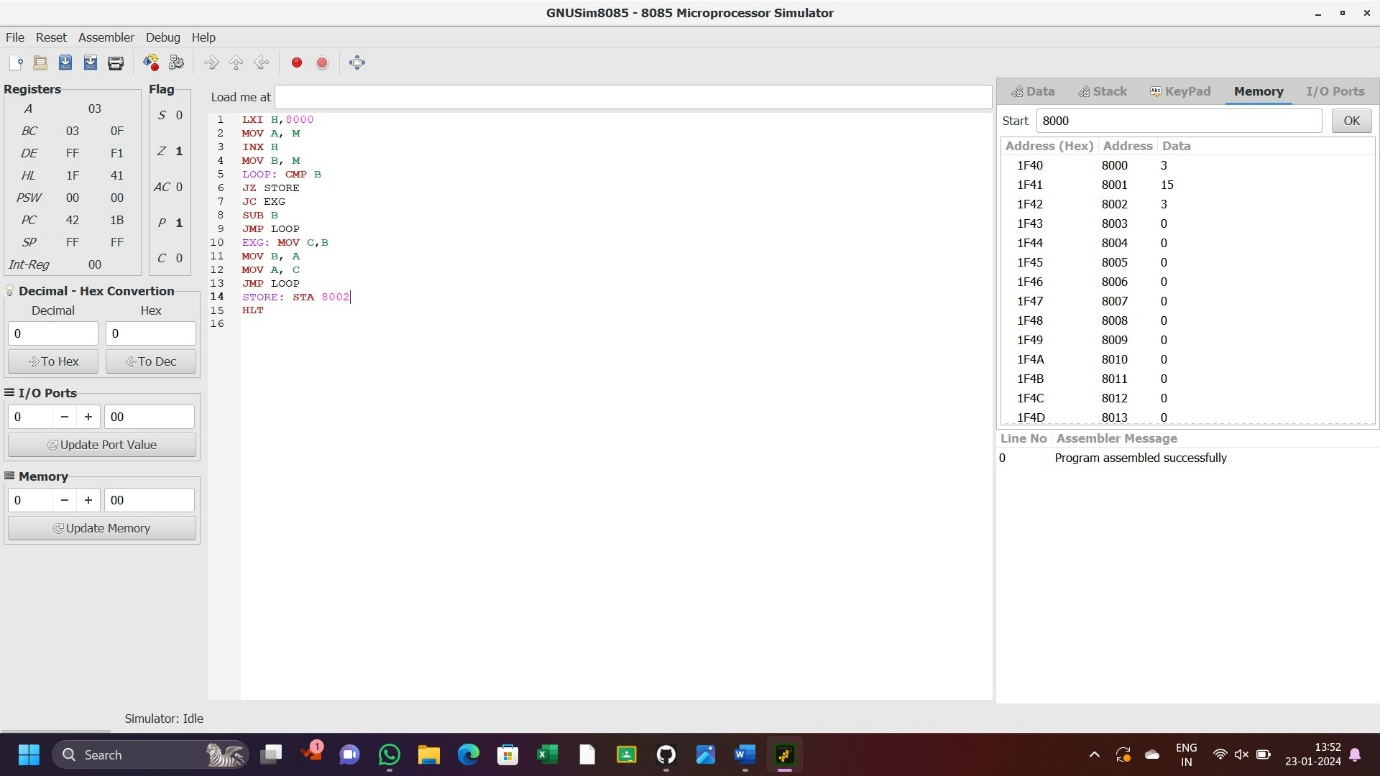 GNUSim8085 - 8085 Microprocessor Simulator
File Reset Assembler Debug Help
Registers
A 03
BC 03 0F
DE FF F1
HL 1F 41
PSW 00 00
PC 42 1B
SP FF FF
Int-Reg 00
Flag
S 0
Z 1
AC 0
P 1
C 0
Decimal - Hex Convertion
Decimal Hex
0 0
To Hex To Dec
I/O Ports
0 - + 00
Update Port Value
Memory
0 - + 00
Update Memory
Load me at
1 LXI H,8000
2 MOV A, M
3 INX H
4 MOV B, M
5 LOOP: CMP B
6 JZ STORE
7 JC EXG
8 SUB B
9 JMP LOOP
10 EXG: MOV C,B
11 MOV B, A
12 MOV A, C
13 JMP LOOP
14 STORE: STA 8002
15 HLT
16
Data Stack KeyPad Memory I/O Ports
Start 8000 OK
Address (Hex) Address Data
1F40 8000 3
1F41 8001 15
1F42 8002 3
1F43 8003 0
1F44 8004 0
1F45 8005 0
1F46 8006 0
1F47 8007 0
1F48 8008 0
1F49 8009 0
1F4A 8010 0
1F4B 8011 0
1F4C 8012 0
1F4D 8013 0
Line No Assembler Message
0 Program assembled successfully
Simulator: Idle
Search
1
ENG
IN
13:52
23-01-2024